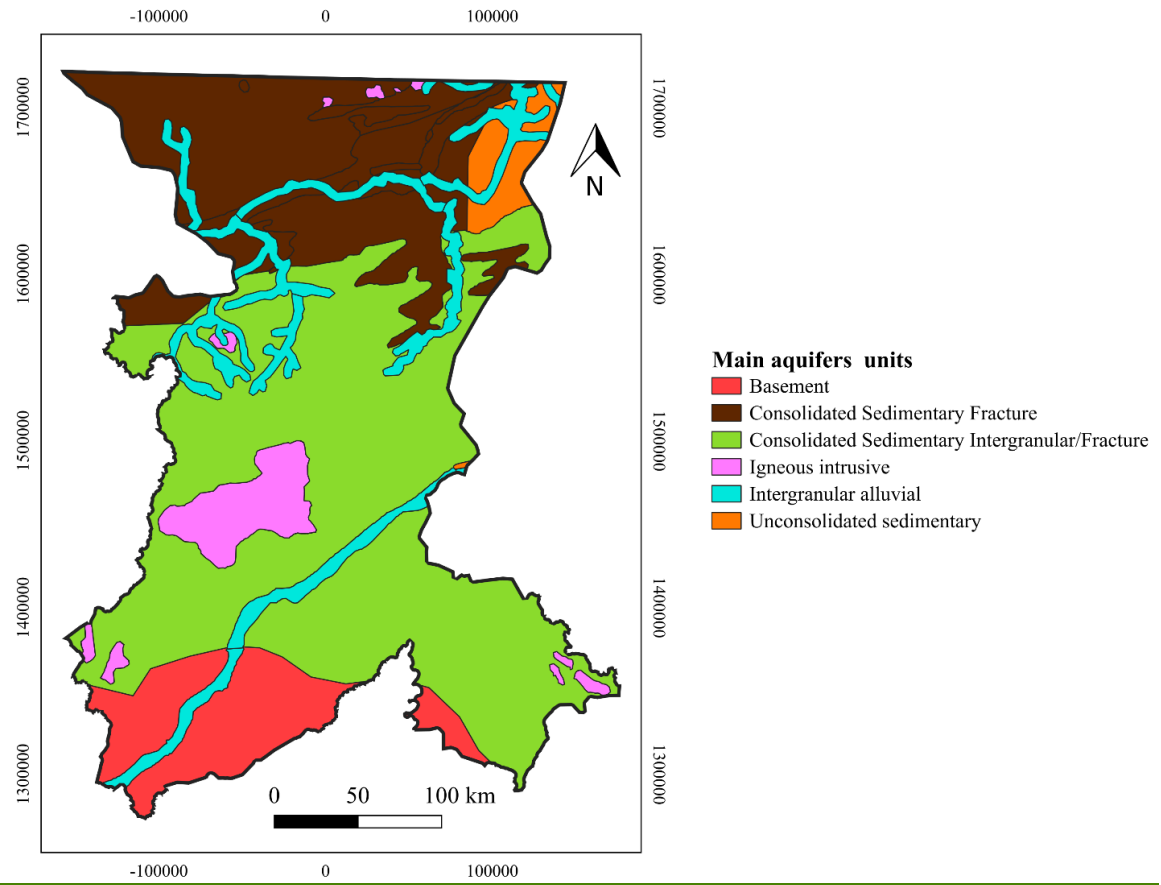 -100000 0 100000
1700000
1600000
1500000
1400000
1300000
1700000
1600000
1500000
1400000
1300000
N
Main aquifers units
Basement
Consolidated Sedimentary Fracture
Consolidated Sedimentary Intergranular/Fracture
Igneous intrusive
Intergranular alluvial
Unconsolidated sedimentary
0 50 100 km
-100000 0 100000